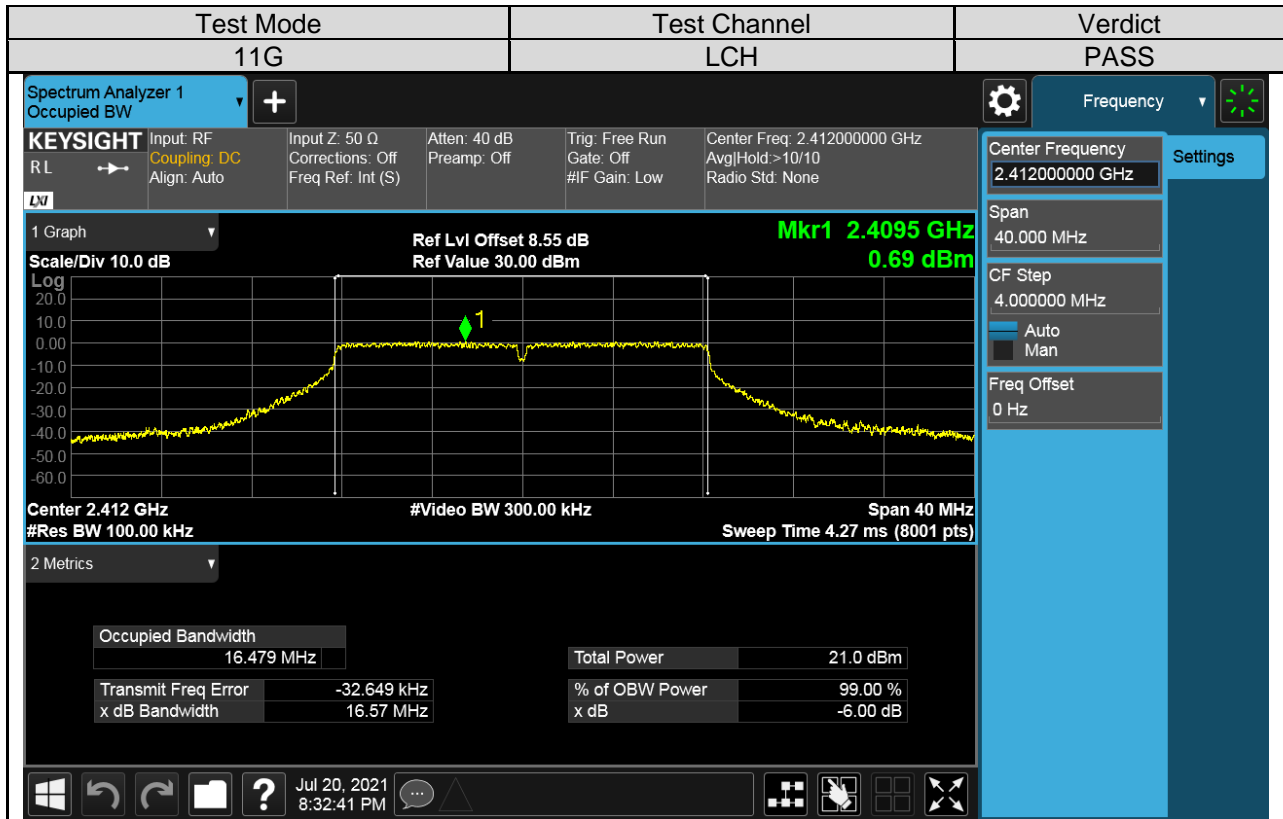 Test Mode Test Channel Verdict
11G LCH PASS
Spectrum Analyzer 1
Occupied BW
Frequency
KEYSIGHT
R L
LXI
Input: RF
Coupling: DC
Align: Auto
Input Z: 50 Ω
Corrections: Off
Freq Ref: Int (S)
Atten: 40 dB
Preamp: Off
Trig: Free Run
Gate: Off
#IF Gain: Low
Center Freq: 2.412000000 GHz
Avg|Hold:>10/10
Radio Std: None
Center Frequency
2.412000000 GHz
Settings
Span
40.000 MHz
CF Step
4.000000 MHz
Auto
Man
Freq Offset
0 Hz
1 Graph
Scale/Div 10.0 dB
Ref Lvl Offset 8.55 dB
Ref Value 30.00 dBm
Mkr1 2.4095 GHz
0.69 dBm
Log
20.0
10.0
0.00
-10.0
-20.0
-30.0
-40.0
-50.0
-60.0
1
Center 2.412 GHz
#Res BW 100.00 kHz
#Video BW 300.00 kHz
Span 40 MHz
Sweep Time 4.27 ms (8001 pts)
2 Metrics
Occupied Bandwidth
16.479 MHz
Total Power 21.0 dBm
Transmit Freq Error -32.649 kHz
% of OBW Power 99.00 %
x dB Bandwidth 16.57 MHz
x dB -6.00 dB
?
Jul 20, 2021
8:32:41 PM